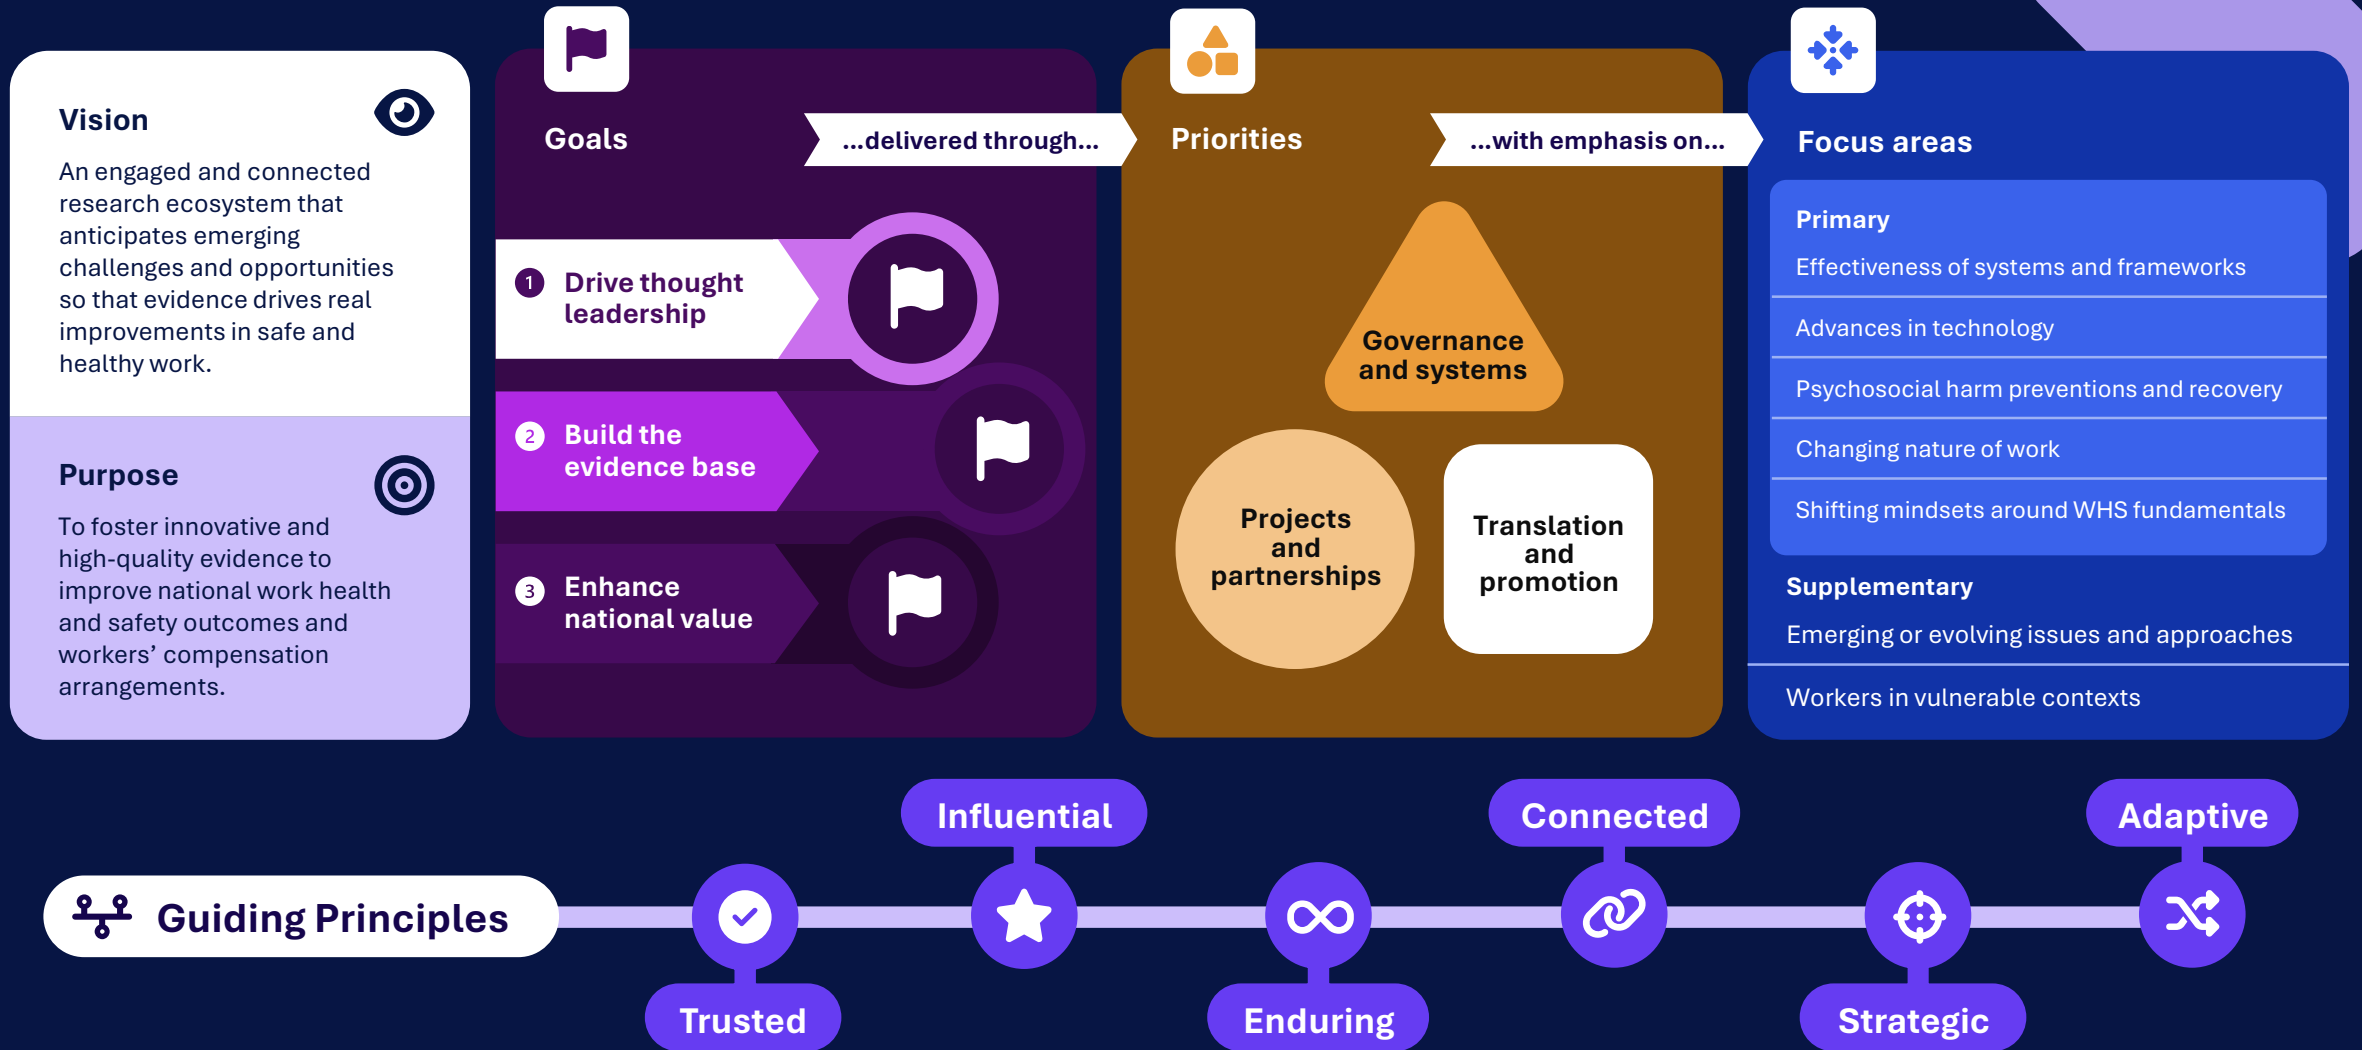 Vision
An engaged and connected
research ecosystem that
anticipates emerging
challenges and opportunities
so that evidence drives real
improvements in safe and
healthy work.
Purpose
To foster innovative and
high-quality evidence to
improve national work health
and safety outcomes and
workers’ compensation
arrangements.
Goals
...delivered through...
1 Drive thought
leadership
2 Build the
evidence base
3 Enhance
national value
Priorities
...with emphasis on...
Governance
and systems
Projects
and
partnerships
Translation
and
promotion
Focus areas
Primary
Effectiveness of systems and frameworks
Advances in technology
Psychosocial harm preventions and recovery
Changing nature of work
Shifting mindsets around WHS fundamentals
Supplementary
Emerging or evolving issues and approaches
Workers in vulnerable contexts
Guiding Principles
Trusted
Influential
Enduring
Connected
Strategic
Adaptive